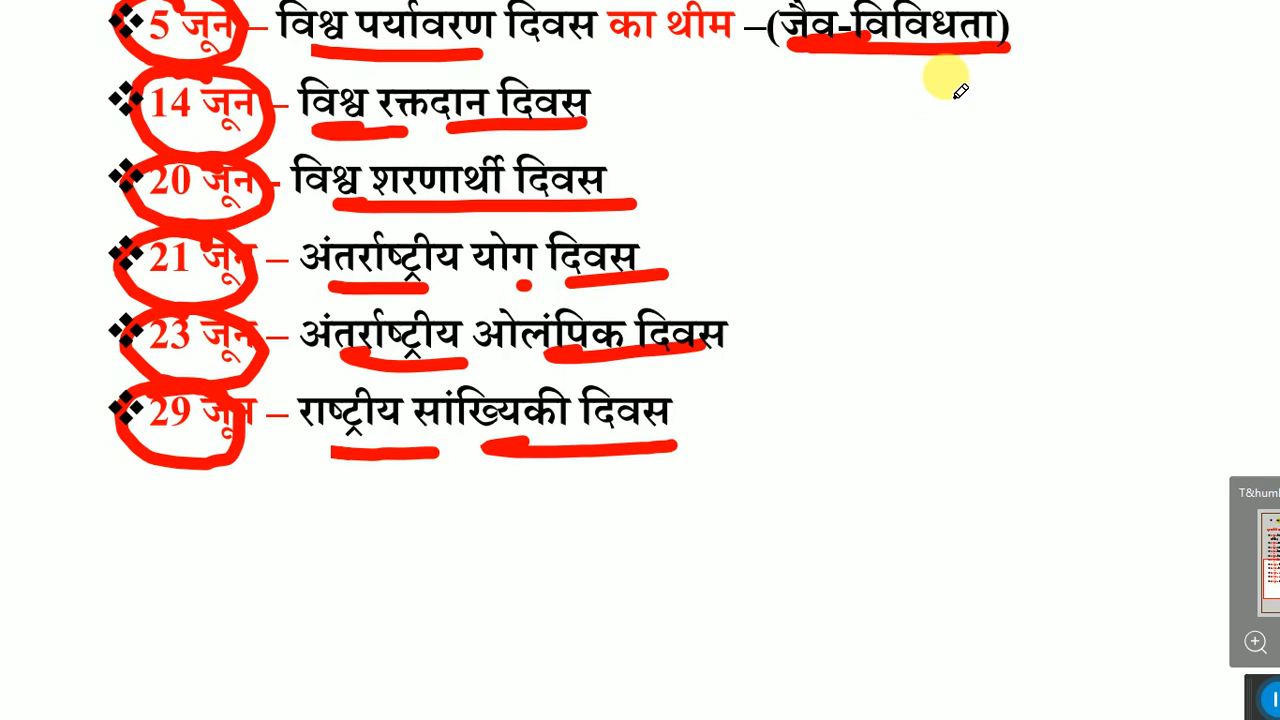 ❖ 5 जून – विश्व पर्यावरण दिवस का थीम –(जैव-विविधता)
❖ 14 जून – विश्व रक्तदान दिवस
❖ 20 जून - विश्व शरणार्थी दिवस
❖ 21 जून – अंतर्राष्ट्रीय योग दिवस
❖ 23 जून – अंतर्राष्ट्रीय ओलंपिक दिवस
❖ 29 जून – राष्ट्रीय सांख्यिकी दिवस